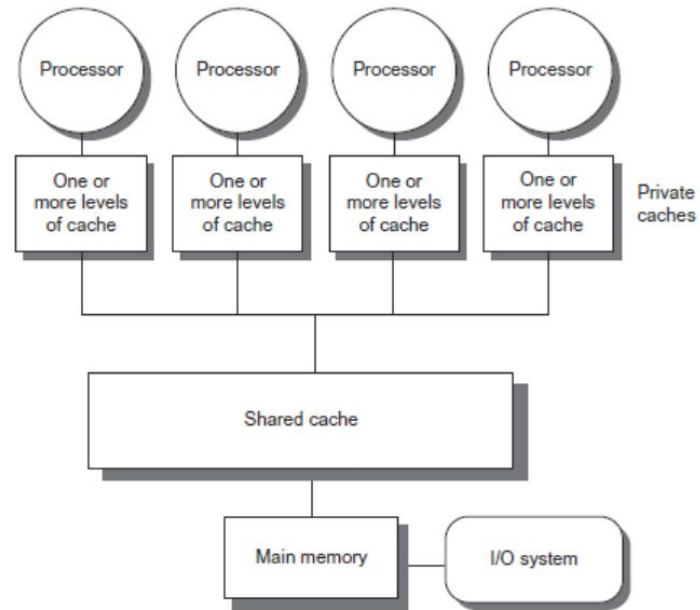 Processor
Processor
Processor
Processor
One or
more levels
of cache
One or
more levels
of cache
One or
more levels
of cache
One or
more levels
of cache
Private
caches
Shared cache
Main memory
I/O system